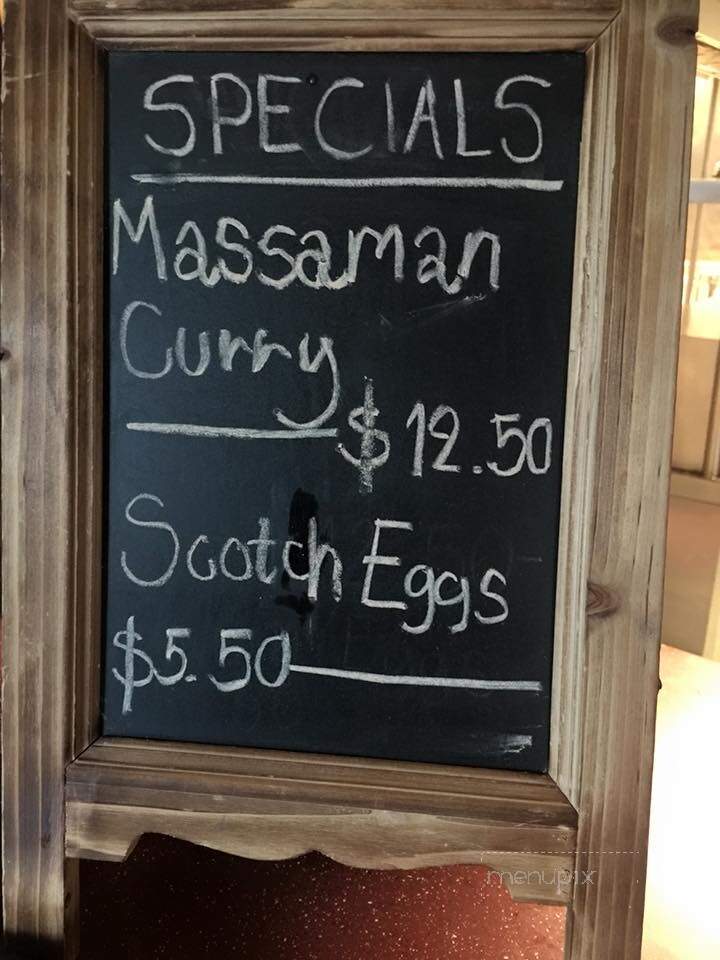 SPECIALS
Massaman
Curry
$12.50
Scotch Eggs
$5.50
menupix